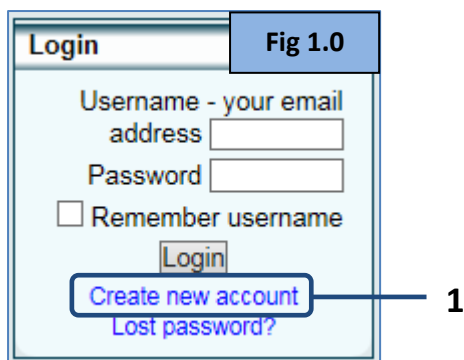 Login
Fig 1.0
Username - your email
address
Password
Remember username
Login
Create new account
1
Lost password?